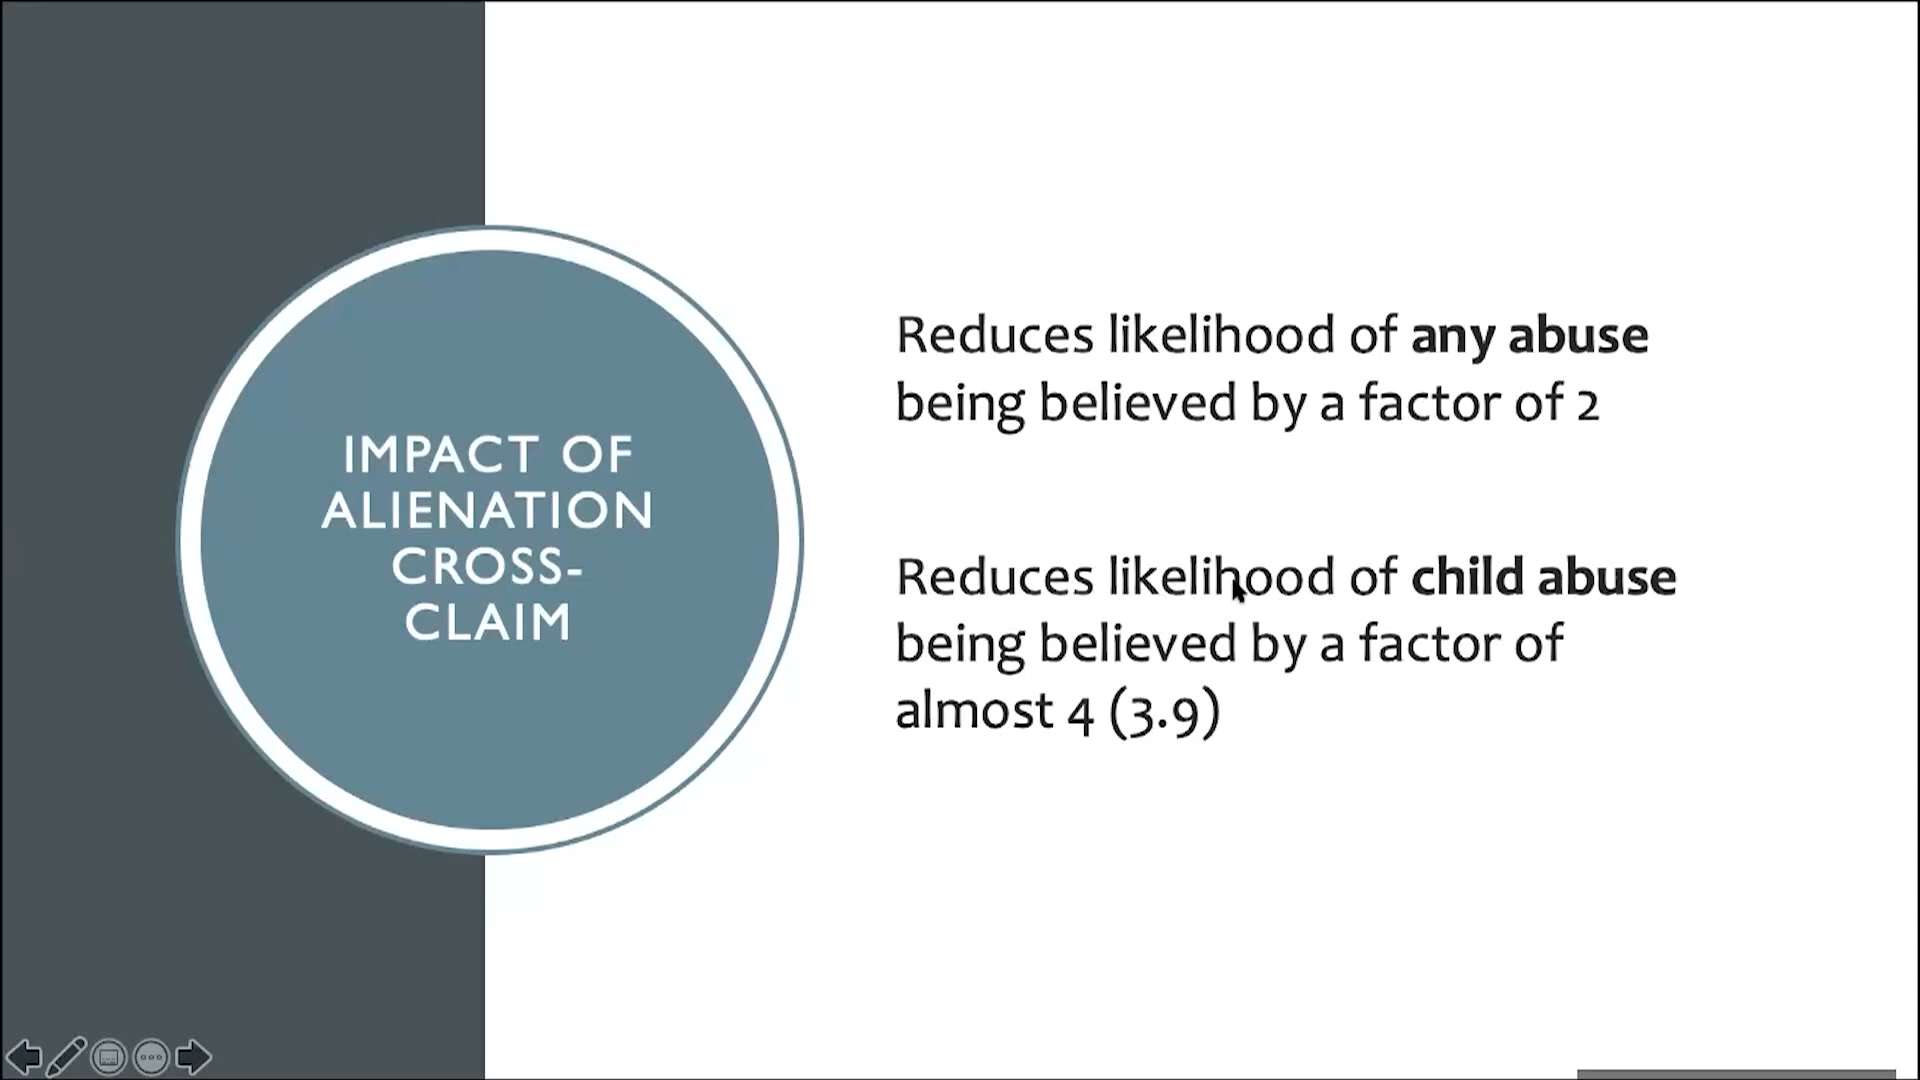 IMPACT OF
ALIENATION
CROSS-
CLAIM
Reduces likelihood of any abuse
being believed by a factor of 2
Reduces likelihood of child abuse
being believed by a factor of
almost 4 (3.9)